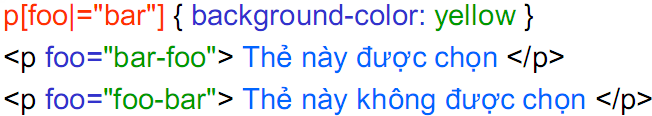 p[foo|="bar"] { background-color: yellow }
<p foo="bar-foo"> Thẻ này được chọn </p>
<p foo="foo-bar"> Thẻ này không được chọn </p>